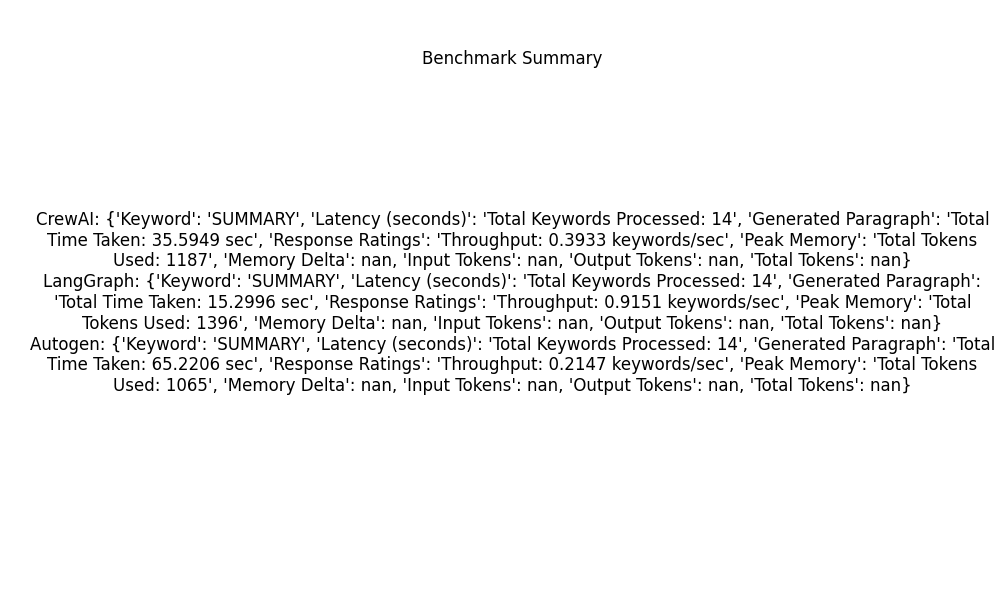 Benchmark Summary
CrewAI: {'Keyword': 'SUMMARY', 'Latency (seconds)': 'Total Keywords Processed: 14', 'Generated Paragraph': 'Total
Time Taken: 35.5949 sec', 'Response Ratings': 'Throughput: 0.3933 keywords/sec', 'Peak Memory': 'Total Tokens
Used: 1187', 'Memory Delta': nan, 'Input Tokens': nan, 'Output Tokens': nan, 'Total Tokens': nan}
LangGraph: {'Keyword': 'SUMMARY', 'Latency (seconds)': 'Total Keywords Processed: 14', 'Generated Paragraph':
'Total Time Taken: 15.2996 sec', 'Response Ratings': 'Throughput: 0.9151 keywords/sec', 'Peak Memory': 'Total
Tokens Used: 1396', 'Memory Delta': nan, 'Input Tokens': nan, 'Output Tokens': nan, 'Total Tokens': nan}
Autogen: {'Keyword': 'SUMMARY', 'Latency (seconds)': 'Total Keywords Processed: 14', 'Generated Paragraph': 'Total
Time Taken: 65.2206 sec', 'Response Ratings': 'Throughput: 0.2147 keywords/sec', 'Peak Memory': 'Total Tokens
Used: 1065', 'Memory Delta': nan, 'Input Tokens': nan, 'Output Tokens': nan, 'Total Tokens': nan}